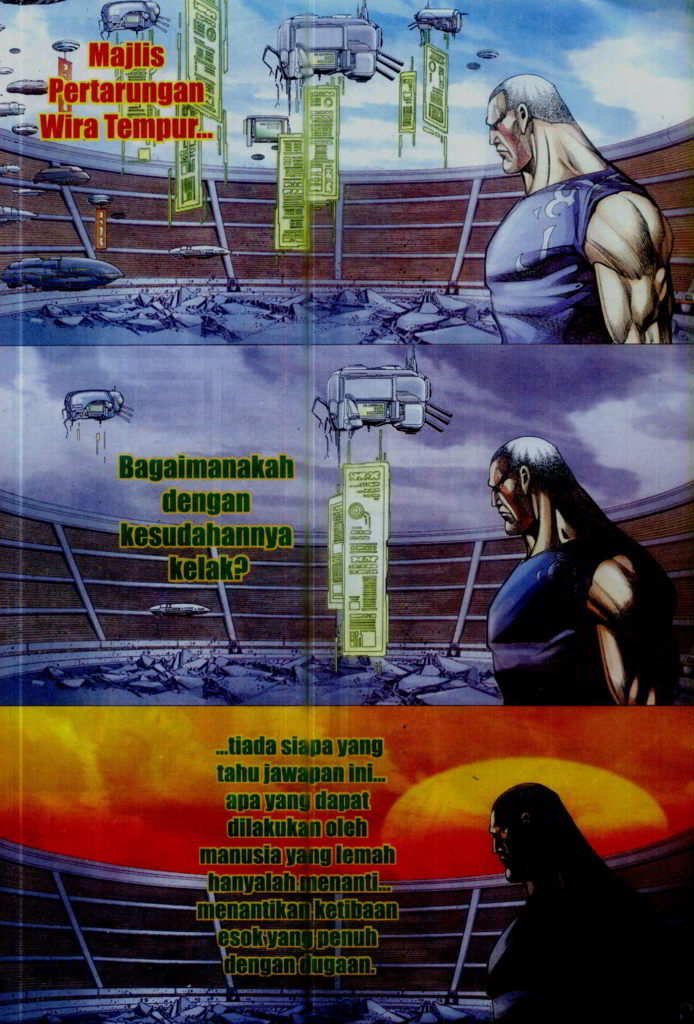 Majlis
Pertarungan
Wira Tempur...
Bagaimanakah
dengan
kesudahannya
kelak?
...tiada siapa yang
tahu jawapan ini...
apa yang dapat
dilakukan oleh
manusia yang lemah
hanyalah menanti...
menantikan ketibaan
esok yang penuh
dengan dugaan.